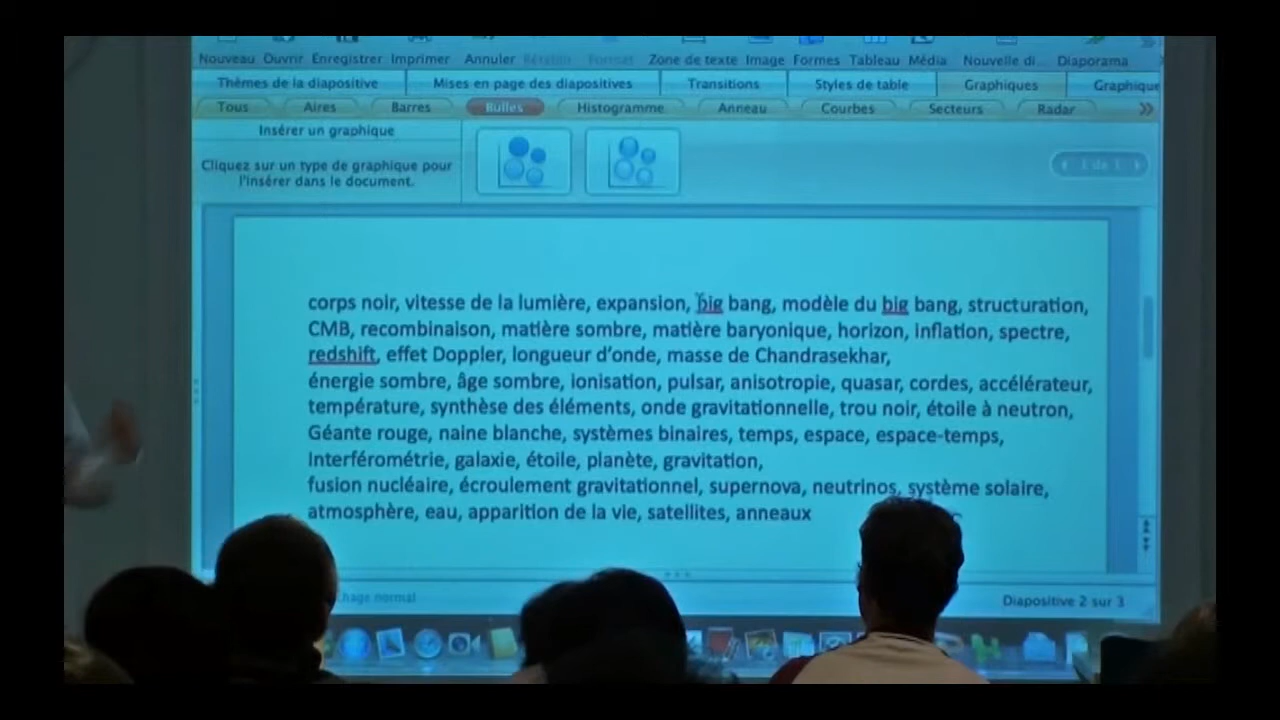 Nouveau Ouvrir Enregistrer Imprimer Annuler Rétablir Format Zone de texte Image Formes Tableau Média Nouvelle di... Diaporama
Thèmes de la diapositive Mises en page des diapositives Transitions Styles de table Graphiques Graphique
Tous Aires Barres Bulles Histogramme Anneau Courbes Secteurs Radar
Insérer un graphique
Cliquez sur un type de graphique pour
l'insérer dans le document.
1 de 1
corps noir, vitesse de la lumière, expansion, big bang, modèle du big bang, structuration,
CMB, recombinaison, matière sombre, matière baryonique, horizon, inflation, spectre,
redshift, effet Doppler, longueur d’onde, masse de Chandrasekhar,
énergie sombre, âge sombre, ionisation, pulsar, anisotropie, quasar, cordes, accélérateur,
température, synthèse des éléments, onde gravitationnelle, trou noir, étoile à neutron,
Géante rouge, naine blanche, systèmes binaires, temps, espace, espace-temps,
Interférométrie, galaxie, étoile, planète, gravitation,
fusion nucléaire, écroulement gravitationnel, supernova, neutrinos, système solaire,
atmosphère, eau, apparition de la vie, satellites, anneaux
normal
Diapositive 2 sur 3